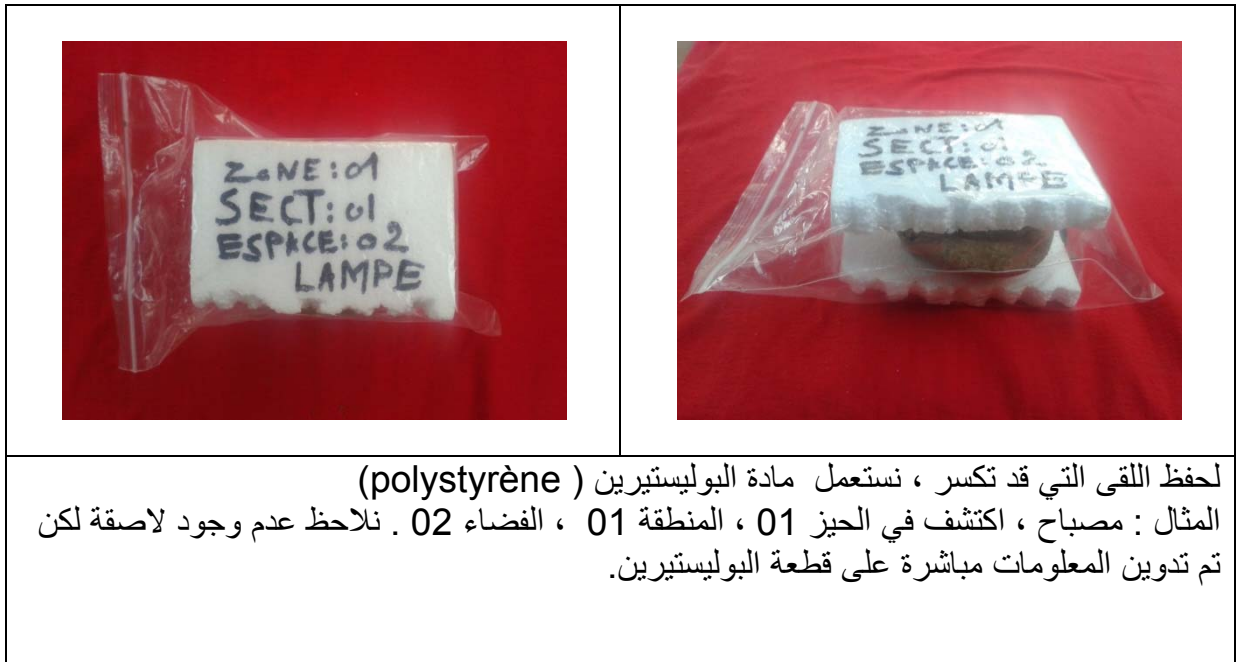 ZoNE:01
SECT:01
ESPACE:02
LAMPE
ZoNE:01
SECT:01
ESPACE:02
LAMPE
لحفظ اللقى التي قد تكسر ، نستعمل مادة البوليستيرين ( polystyrène)
المثال : مصباح ، اكتشف في الحيز 01 ، المنطقة 01 ، الفضاء 02 . نلاحظ عدم وجود لاصقة لكن
تم تدوين المعلومات مباشرة على قطعة البوليستيرين.